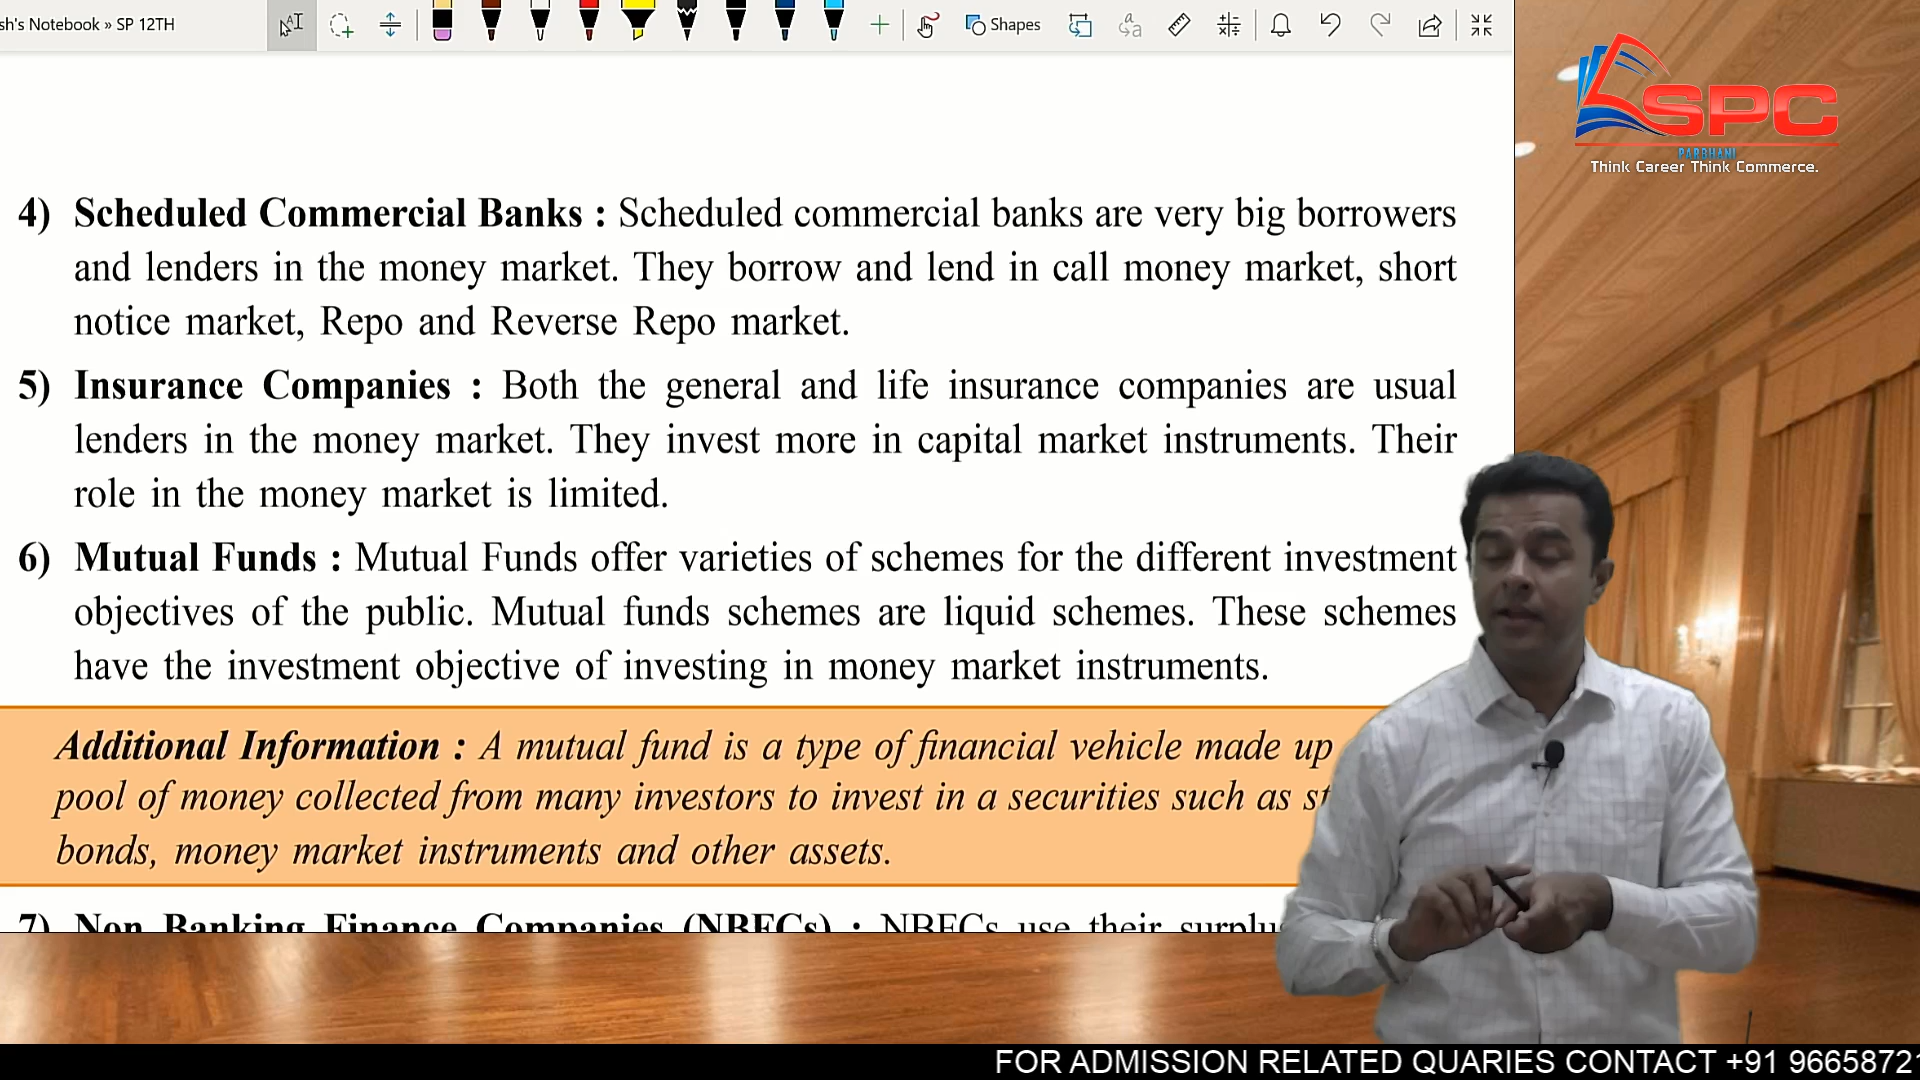 sh's Notebook » SP 12TH
Shapes
SPC
PARBHANI
Think Career Think Commerce.
4) Scheduled Commercial Banks : Scheduled commercial banks are very big borrowers
and lenders in the money market. They borrow and lend in call money market, short
notice market, Repo and Reverse Repo market.
5) Insurance Companies : Both the general and life insurance companies are usual
lenders in the money market. They invest more in capital market instruments. Their
role in the money market is limited.
6) Mutual Funds : Mutual Funds offer varieties of schemes for the different investment
objectives of the public. Mutual funds schemes are liquid schemes. These schemes
have the investment objective of investing in money market instruments.
Additional Information : A mutual fund is a type of financial vehicle made up
pool of money collected from many investors to invest in a securities such as st
bonds, money market instruments and other assets.
7) Non Banking Finance Companies (NBFCs) : NBFCs use their surplu
FOR ADMISSION RELATED QUARIES CONTACT +91 9665872